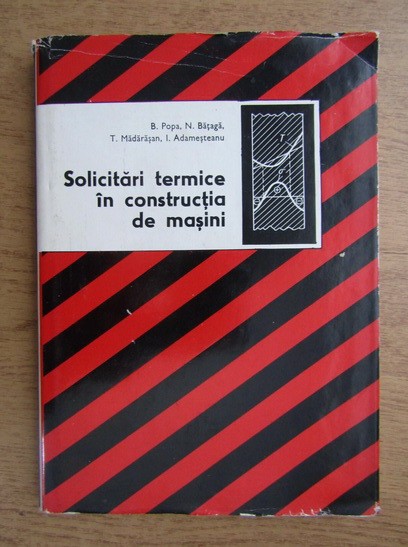 B. Popa, N. Bățagă,
T. Mădărășan, I. Adameșteanu
Solicitări termice
în construcția
de mașini
T